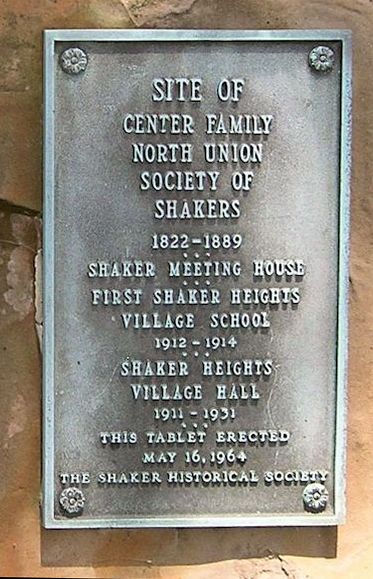 SITE OF
CENTER FAMILY
NORTH UNION
SOCIETY OF
SHAKERS
1822-1889
SHAKER MEETING HOUSE
FIRST SHAKER HEIGHTS
VILLAGE SCHOOL
1912-1914
SHAKER HEIGHTS
VILLAGE HALL
1911-1931
THIS TABLET ERECTED
MAY 16, 1964
THE SHAKER HISTORICAL SOCIETY